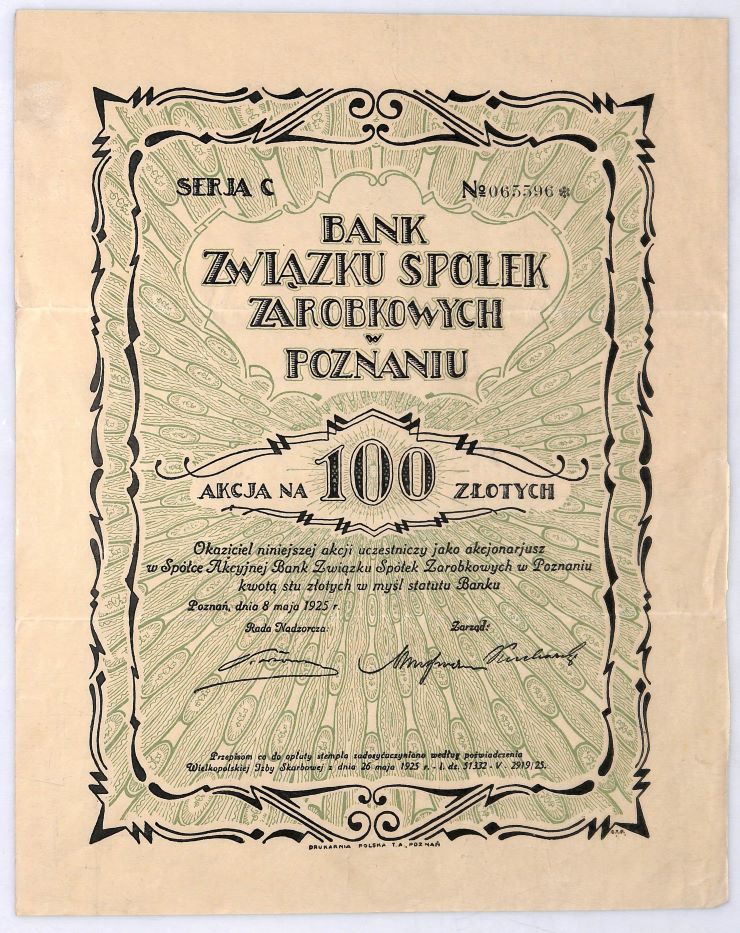 SERJA C
№ 065596 *
BANK
ZWIĄZKU SPÓŁEK
ZAROBKOWYCH
W
POZNANIU
AKCJA NA 100 ZŁOTYCH
Okaziciel niniejszej akcji uczestniczy jako akcjonarjusz
w Spółce Akcyjnej Bank Związku Spółek Zarobkowych w Poznaniu
kwotą stu złotych w myśl statutu Banku
Poznań, dnia 8 maja 1925 r.
Rada Nadzorcza:
Zarząd:
Przepisom co do opłaty stempla zadosyćuczyniono według poświadczenia
Wielkopolskiej Izby Skarbowej z dnia 26 maja 1925 r. - l. dz. 51332 - V - 2919/25.
DRUKARNIA POLSKA T.A., POZNAŃ